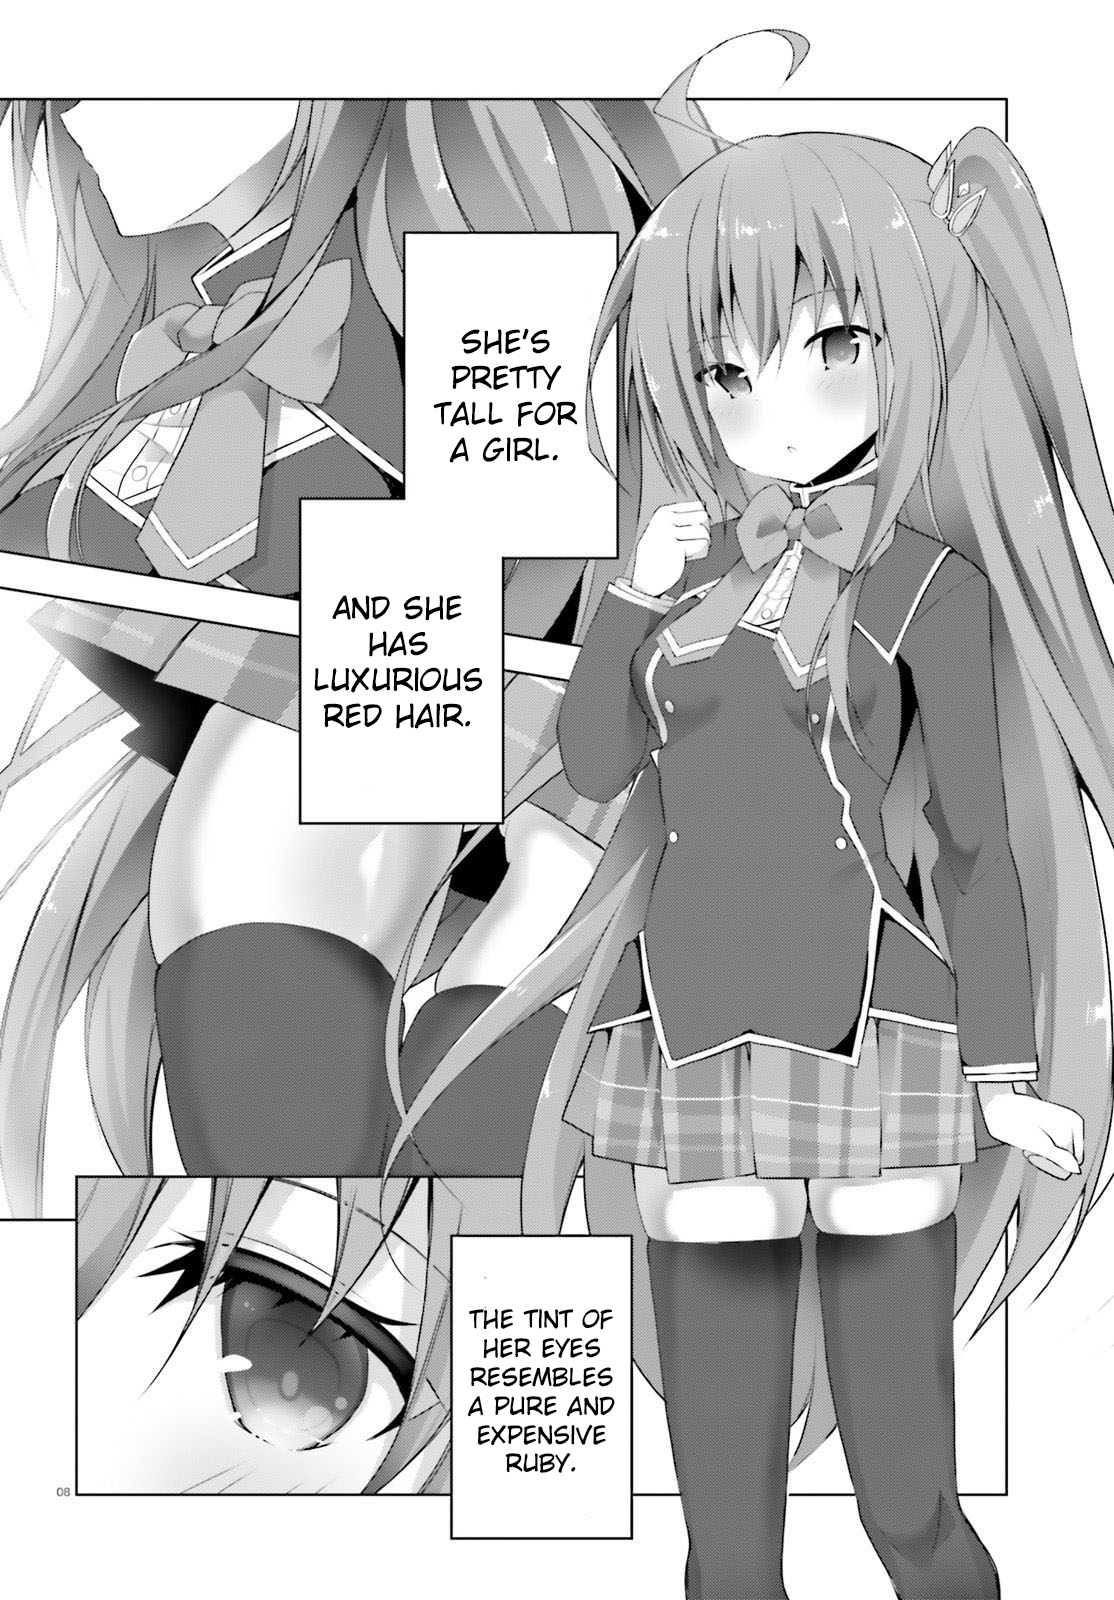 SHE'S
PRETTY
TALL FOR
A GIRL.
AND SHE
HAS
LUXURIOUS
RED HAIR.
THE TINT OF
HER EYES
RESEMBLES
A PURE AND
EXPENSIVE
RUBY.
08